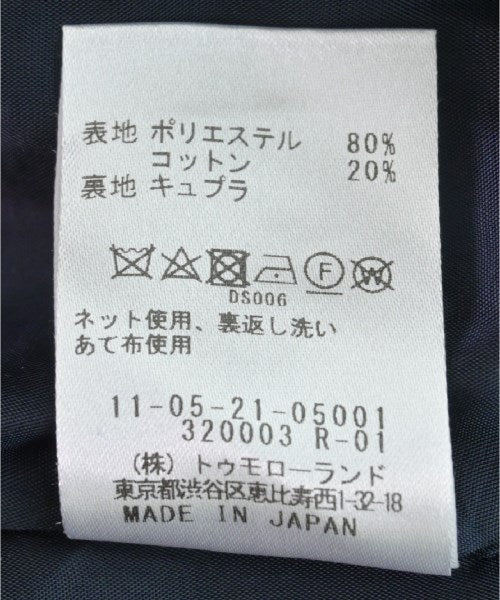 表地 ポリエステル 80%
コットン 20%
裏地 キュプラ
F W
DS006
ネット使用、裏返し洗い
あて布使用
11-05-21-05001
320003 R-01
(株) トゥモローランド
東京都渋谷区恵比寿西1-32-18
MADE IN JAPAN